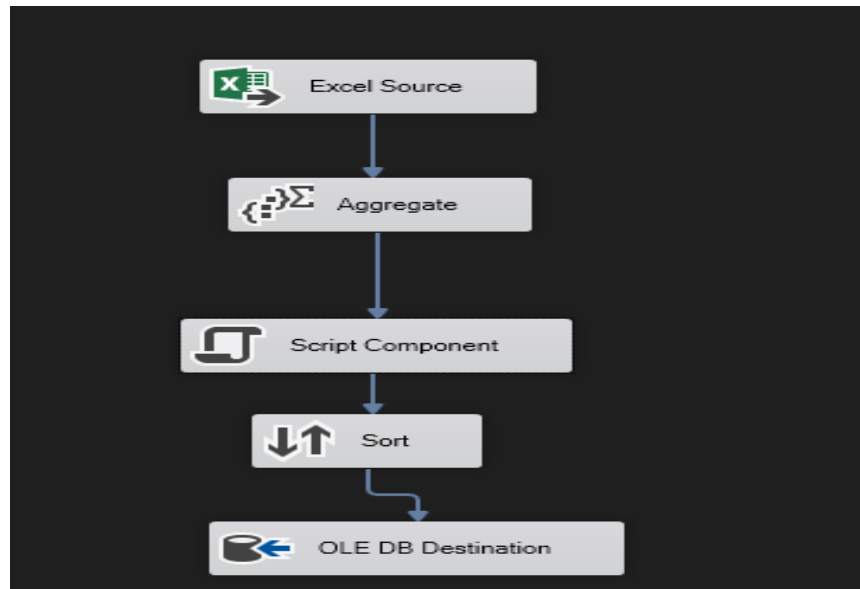 Excel Source
Aggregate
Script Component
Sort
OLE DB Destination